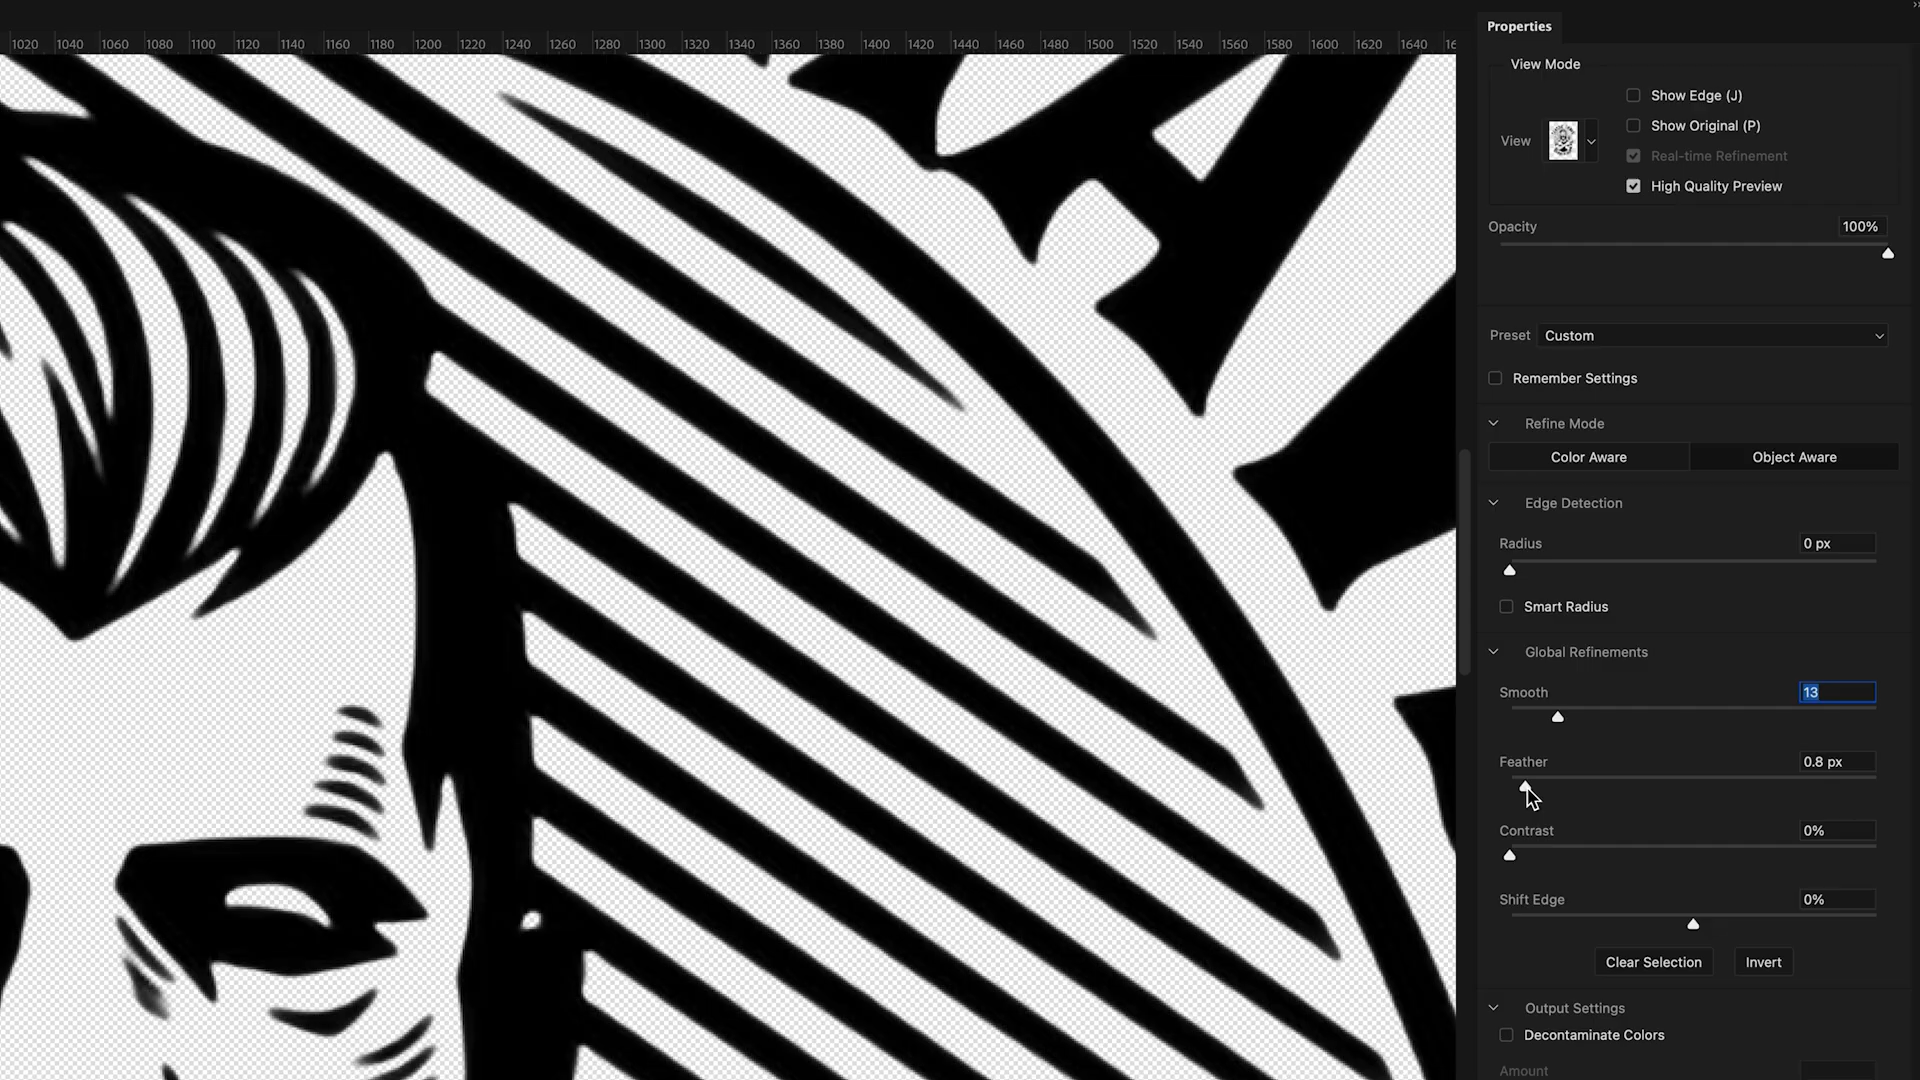 1020 1040 1060 1080 1100 1120 1140 1160 1180 1200 1220 1240 1260 1280 1300 1320 1340 1360 1380 1400 1420 1440 1460 1480 1500 1520 1540 1560 1580 1600 1620 1640
Properties
View Mode
Show Edge (J)
Show Original (P)
View
Real-time Refinement
High Quality Preview
Opacity 100%
Preset Custom
Remember Settings
Refine Mode
Color Aware Object Aware
Edge Detection
Radius 0 px
Smart Radius
Global Refinements
Smooth 13
Feather 0.8 px
Contrast 0%
Shift Edge 0%
Clear Selection Invert
Output Settings
Decontaminate Colors
Amount